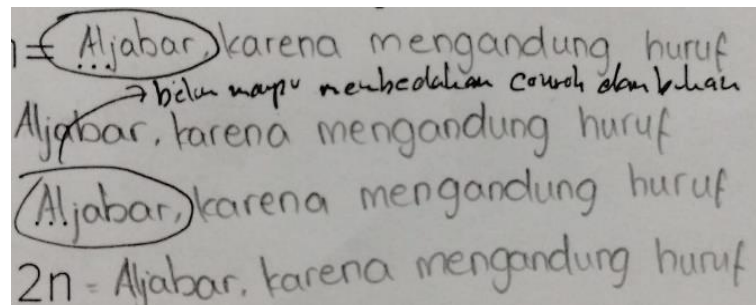 = Aljabar, karena mengandung huruf
belum mampu membedakan contoh dan bukan
Aljabar, karena mengandung huruf
Aljabar, karena mengandung huruf
2n = Aljabar, karena mengandung huruf